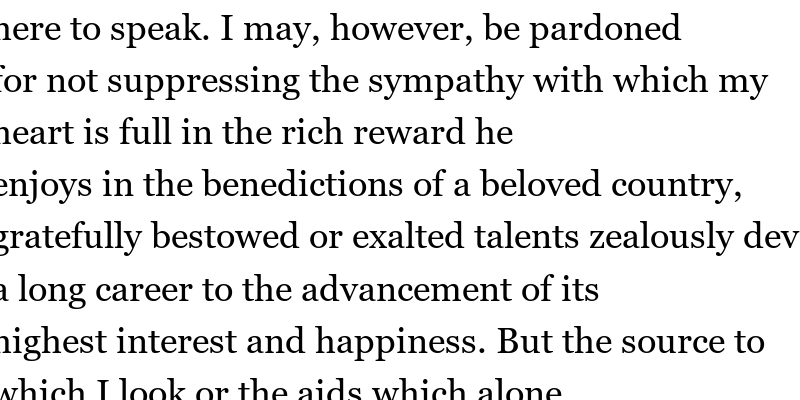 here to speak. I may, however, be pardoned
for not suppressing the sympathy with which my
heart is full in the rich reward he
enjoys in the benedictions of a beloved country,
gratefully bestowed or exalted talents zealously dev
a long career to the advancement of its
highest interest and happiness. But the source to
which I look or the aids which alone